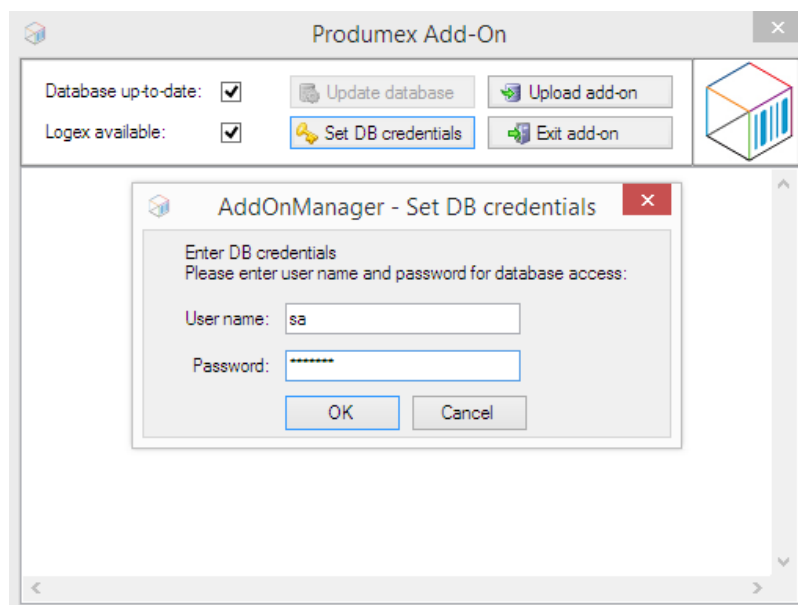 Produmex Add-On
Database up-to-date: Update database Upload add-on
Logex available: Set DB credentials Exit add-on
AddOnManager - Set DB credentials
Enter DB credentials
Please enter user name and password for database access:
User name: sa
Password: *******
OK Cancel